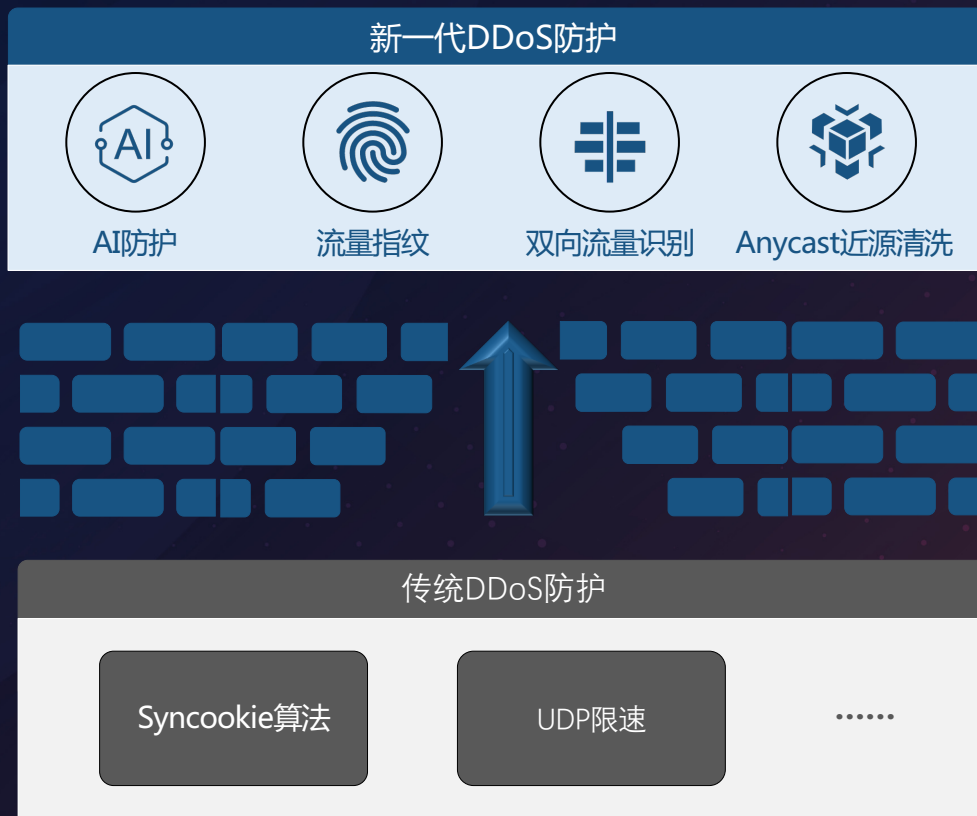 新一代DDoS防护
AI
AI防护
流量指纹
双向流量识别
Anycast近源清洗
传统DDoS防护
Syncookie算法
UDP限速
······